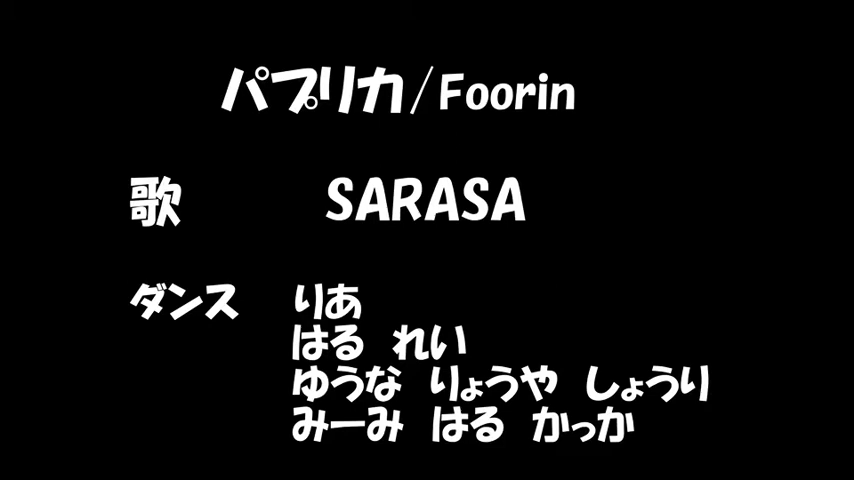 パプリカ/Foorin
歌　SARASA
ダンス　りあ
はる　れい
ゆうな　りょうや　しょうり
みーみ　はる　かっか